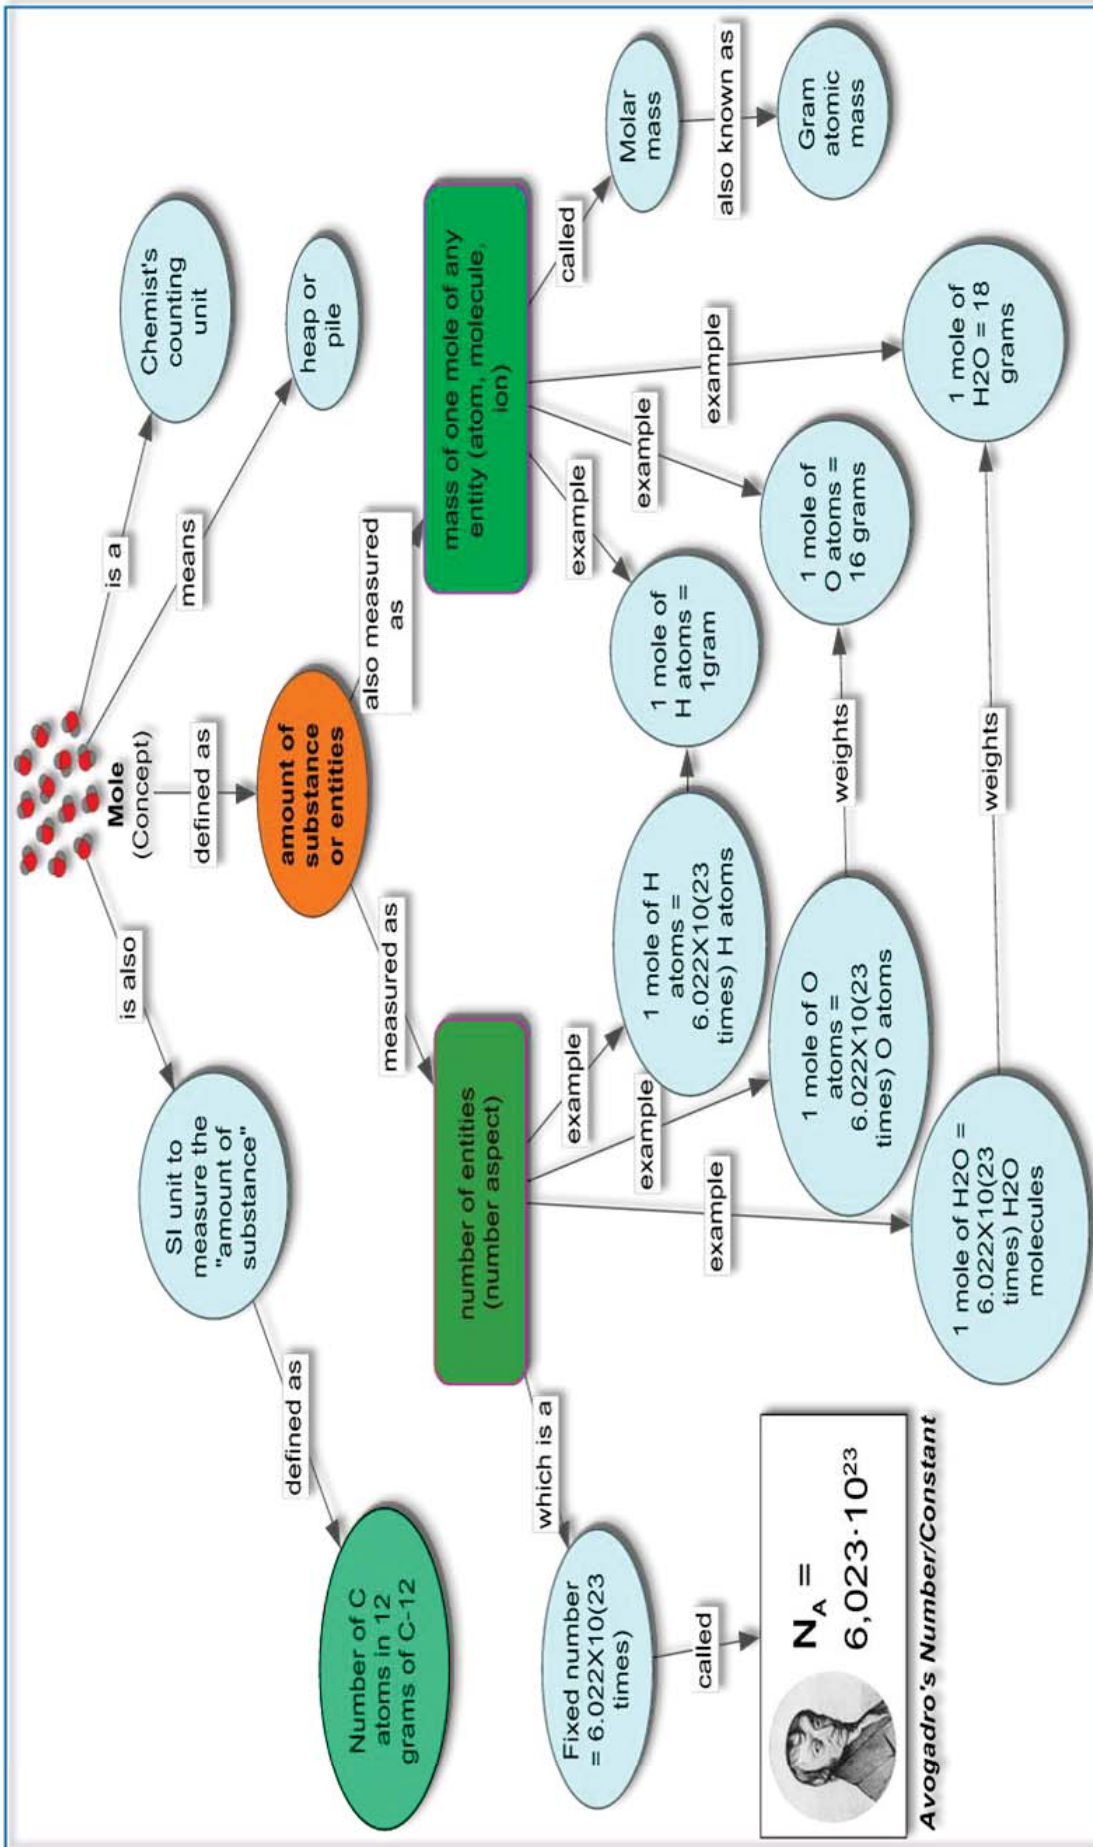 Mole
(Concept)
is a
Chemist's
counting
unit
means
heap or
pile
is also
SI unit to
measure the
"amount of
substance"
defined as
Number of C
atoms in 12
grams of C-12
defined as
amount of
substance
or entities
measured as
number of entities
(number aspect)
which is a
Fixed number
= 6.022X10(23
times)
called
N_A =
6,023·10²³
Avogadro's Number/Constant
example
1 mole of H
atoms =
6.022X10(23
times) H atoms
example
1 mole of O
atoms =
6.022X10(23
times) O atoms
example
1 mole of H2O =
6.022X10(23
times) H2O
molecules
also measured
as
mass of one mole of any
entity (atom, molecule,
ion)
example
1 mole of
H atoms =
1gram
example
1 mole of
O atoms =
16 grams
example
1 mole of
H2O = 18
grams
weights
weights
called
Molar
mass
also known as
Gram
atomic
mass